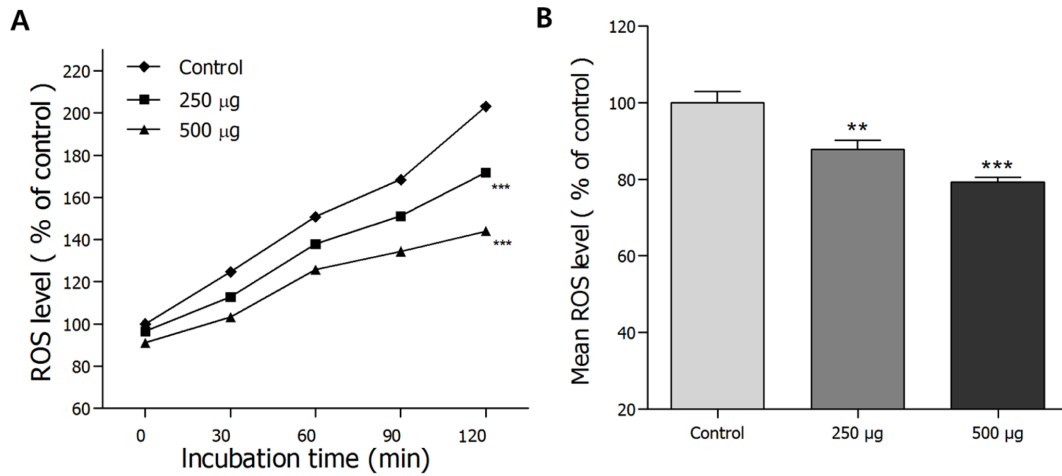 A
ROS level ( % of control)
220
200
180
160
140
120
100
80
60
Control
250 μg
500 μg
***
***
0
30
60
90
120
Incubation time (min)
B
Mean ROS level ( % of control)
120
100
80
60
40
20
**
***
Control
250 μg
500 μg